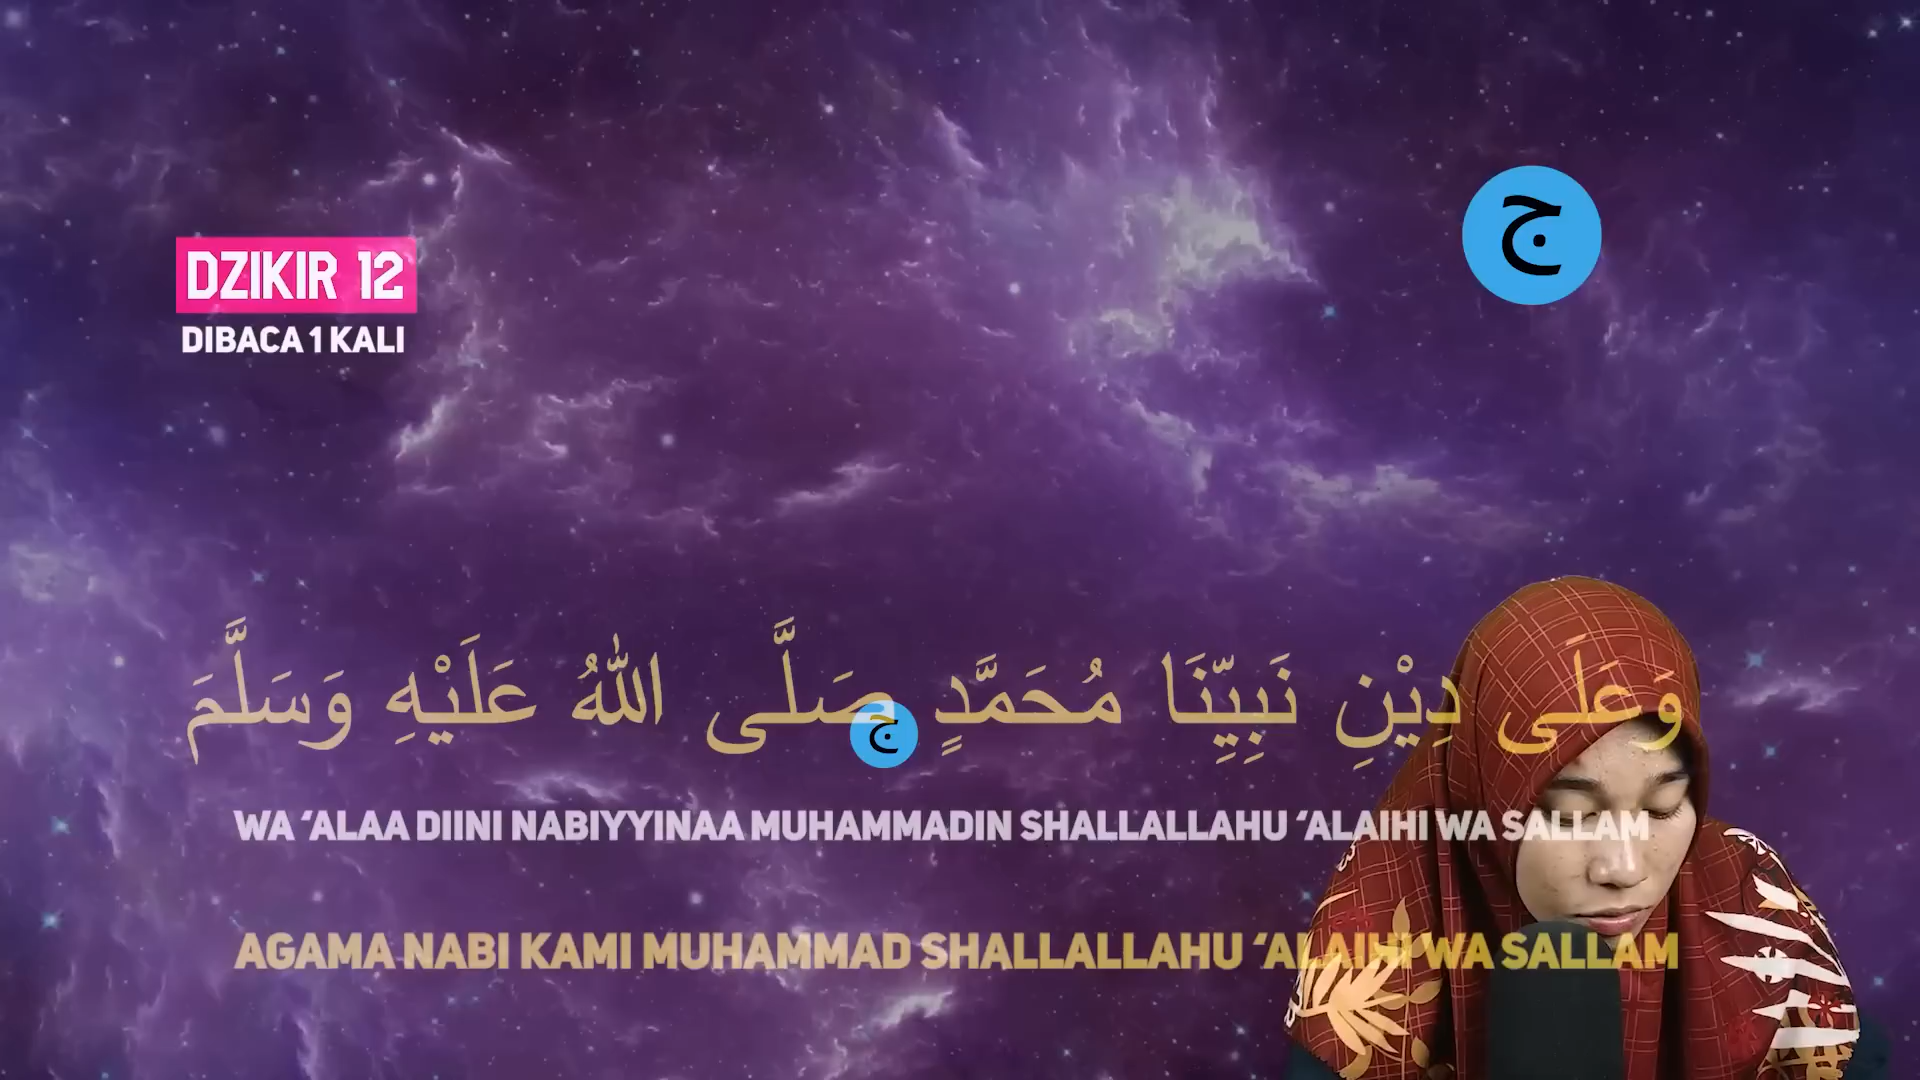 ج
DZIKIR 12
DIBACA 1 KALI
وَعَلَى دِيْنِ نَبِيِّنَا مُحَمَّدٍ صَلَّى اللهُ عَلَيْهِ وَسَلَّمَ
ج
WA ‘ALAA DIINI NABIYYINAA MUHAMMADIN SHALLALLAHU ‘ALAIHI WA SALLAM
AGAMA NABI KAMI MUHAMMAD SHALLALLAHU ‘ALAIHI WA SALLAM